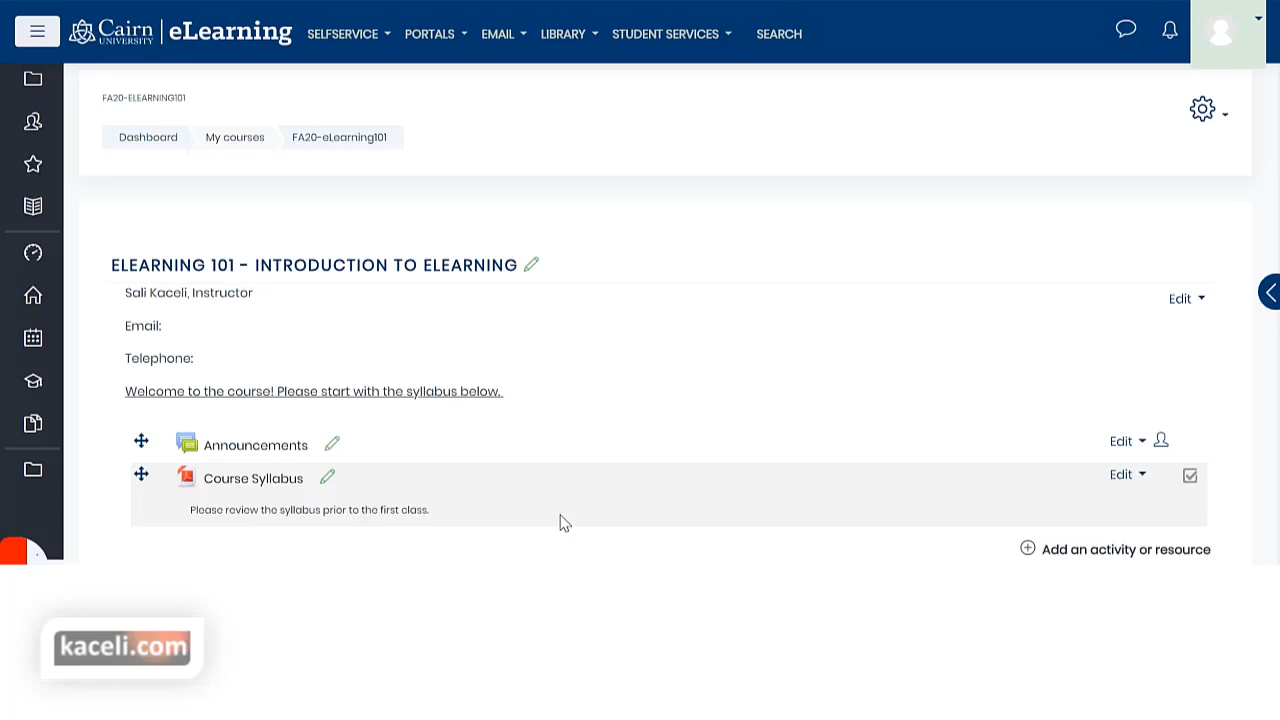 Cairn UNIVERSITY | eLearning SELFSERVICE PORTALS EMAIL LIBRARY STUDENT SERVICES SEARCH
FA20-ELEARNING101
Dashboard My courses FA20-eLearning101
ELEARNING 101 - INTRODUCTION TO ELEARNING
Sali Kaceli, Instructor
Edit
Email:
Telephone:
Welcome to the course! Please start with the syllabus below.
Announcements Edit
Course Syllabus Edit
Please review the syllabus prior to the first class.
Add an activity or resource
kaceli.com